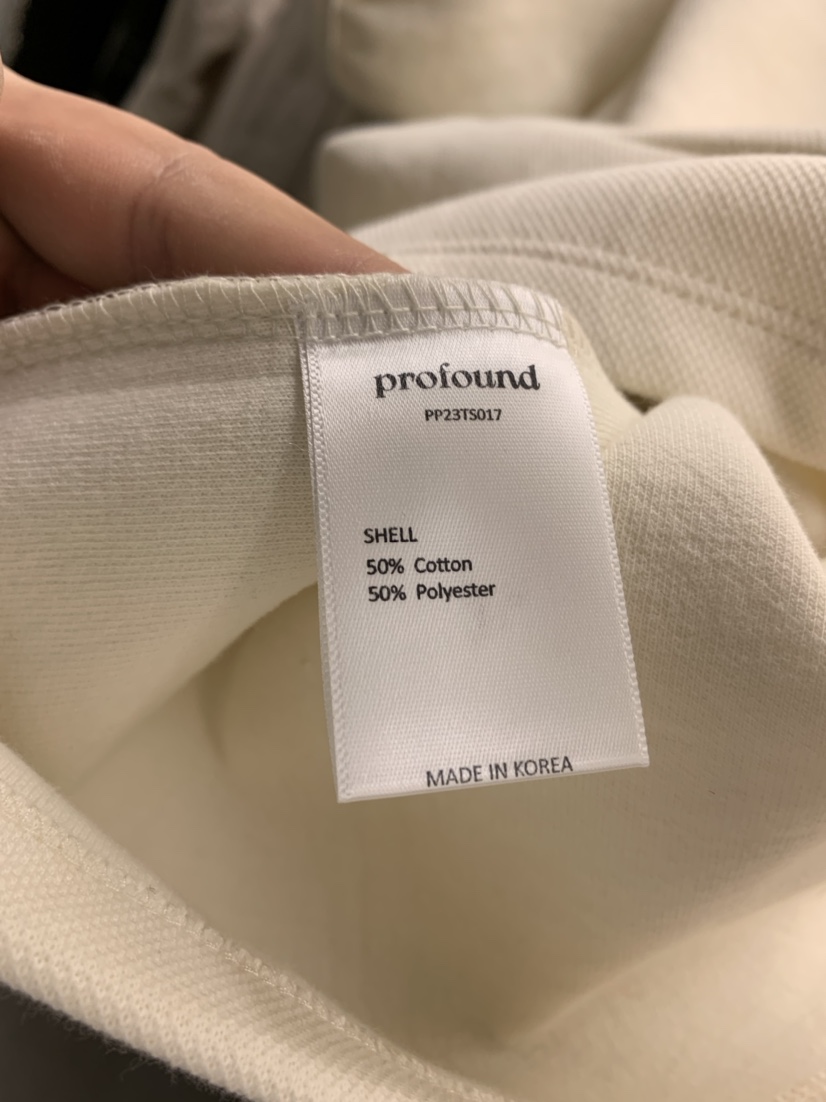 profound
PP23TS017
SHELL
50% Cotton
50% Polyester
MADE IN KOREA